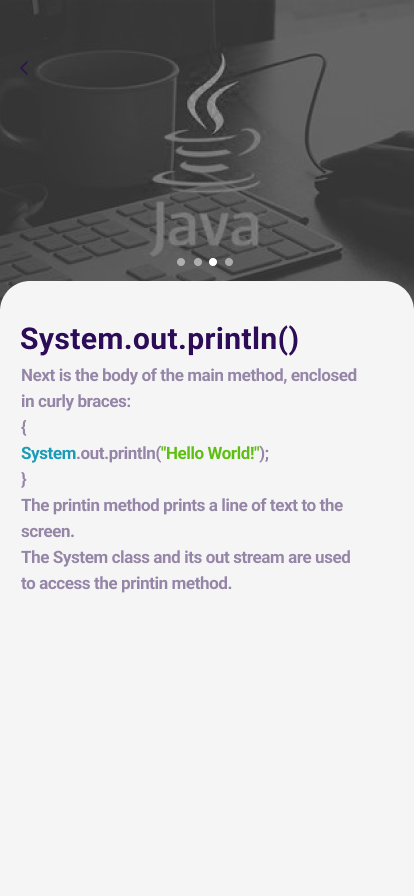 Java
System.out.println()
Next is the body of the main method, enclosed
in curly braces:
{
System.out.println("Hello World!");
}
The printin method prints a line of text to the
screen.
The System class and its out stream are used
to access the printin method.